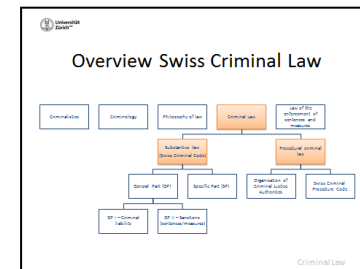 Universität
Zürich
Overview Swiss Criminal Law
Criminalistics
Criminology
Philosophy of law
Criminal Law
Law of the
enforcement of
sentences and
measures
Substantive law
(Swiss Criminal Code)
Procedural criminal
law
General Part (GP)
Specific Part (SP)
Organisation of
Criminal Justice
Authorities
Swiss Criminal
Procedure Code
GP I – Criminal
liability
GP II – Sanctions
(sentences/measures)
Criminal Law